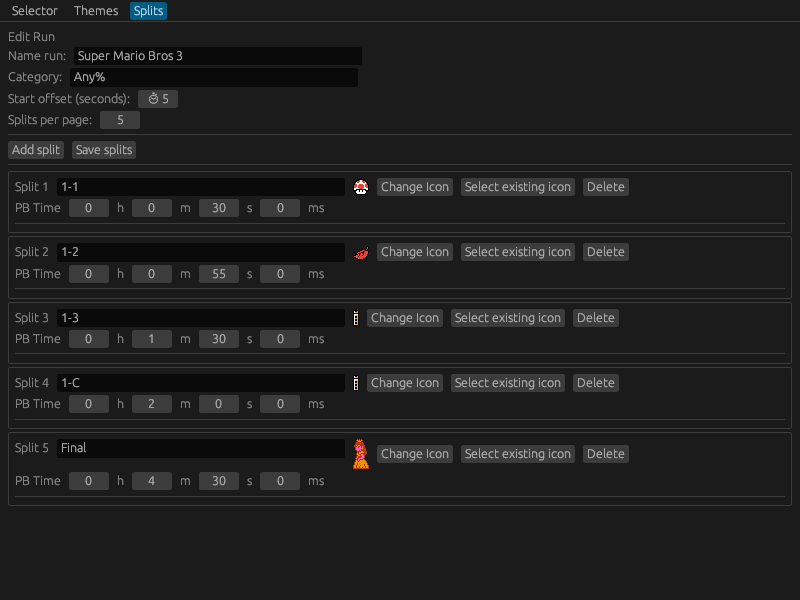 Selector Themes Splits
Edit Run
Name run: Super Mario Bros 3
Category: Any%
Start offset (seconds): 5
Splits per page: 5
Add split Save splits
Split 1 1-1 Change Icon Select existing icon Delete
PB Time 0 h 0 m 30 s 0 ms
Split 2 1-2 Change Icon Select existing icon Delete
PB Time 0 h 0 m 55 s 0 ms
Split 3 1-3 Change Icon Select existing icon Delete
PB Time 0 h 1 m 30 s 0 ms
Split 4 1-C Change Icon Select existing icon Delete
PB Time 0 h 2 m 0 s 0 ms
Split 5 Final Change Icon Select existing icon Delete
PB Time 0 h 4 m 30 s 0 ms